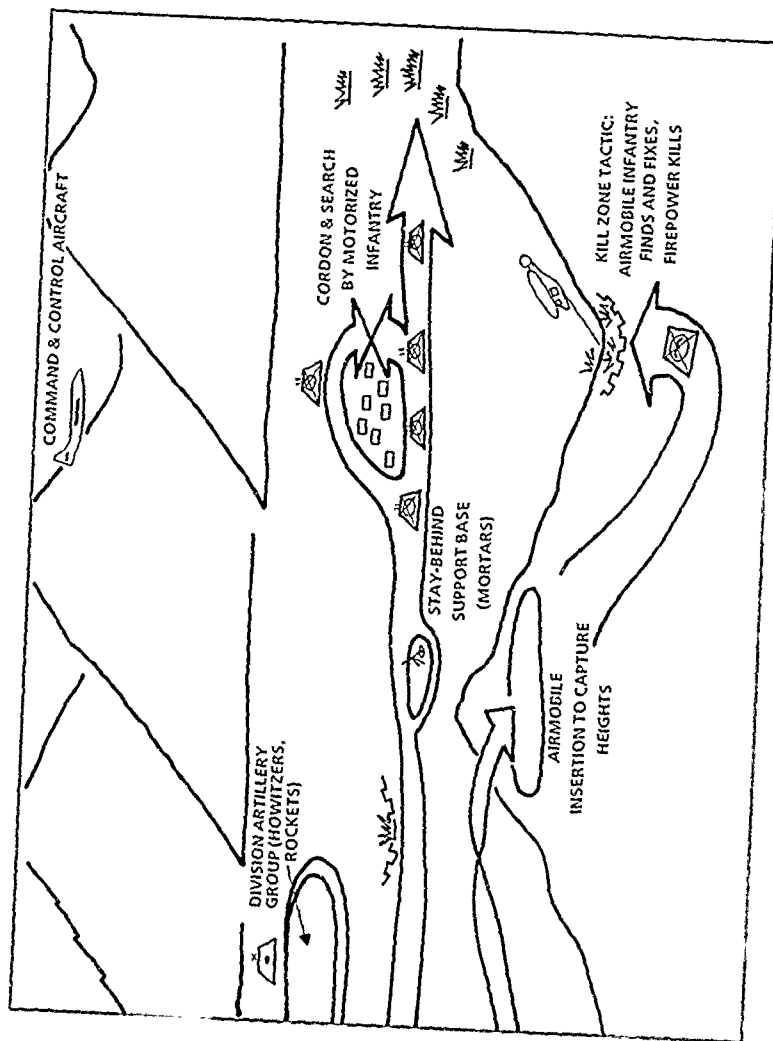 COMMAND & CONTROL AIRCRAFT
DIVISION ARTILLERY
GROUP (HOWITZERS,
ROCKETS)
CORDON & SEARCH
BY MOTORIZED
INFANTRY
STAY-BEHIND
SUPPORT BASE
(MORTARS)
AIRMOBILE
INSERTION TO CAPTURE
HEIGHTS
KILL ZONE TACTIC:
AIRMOBILE INFANTRY
FINDS AND FIXES,
FIREPOWER KILLS